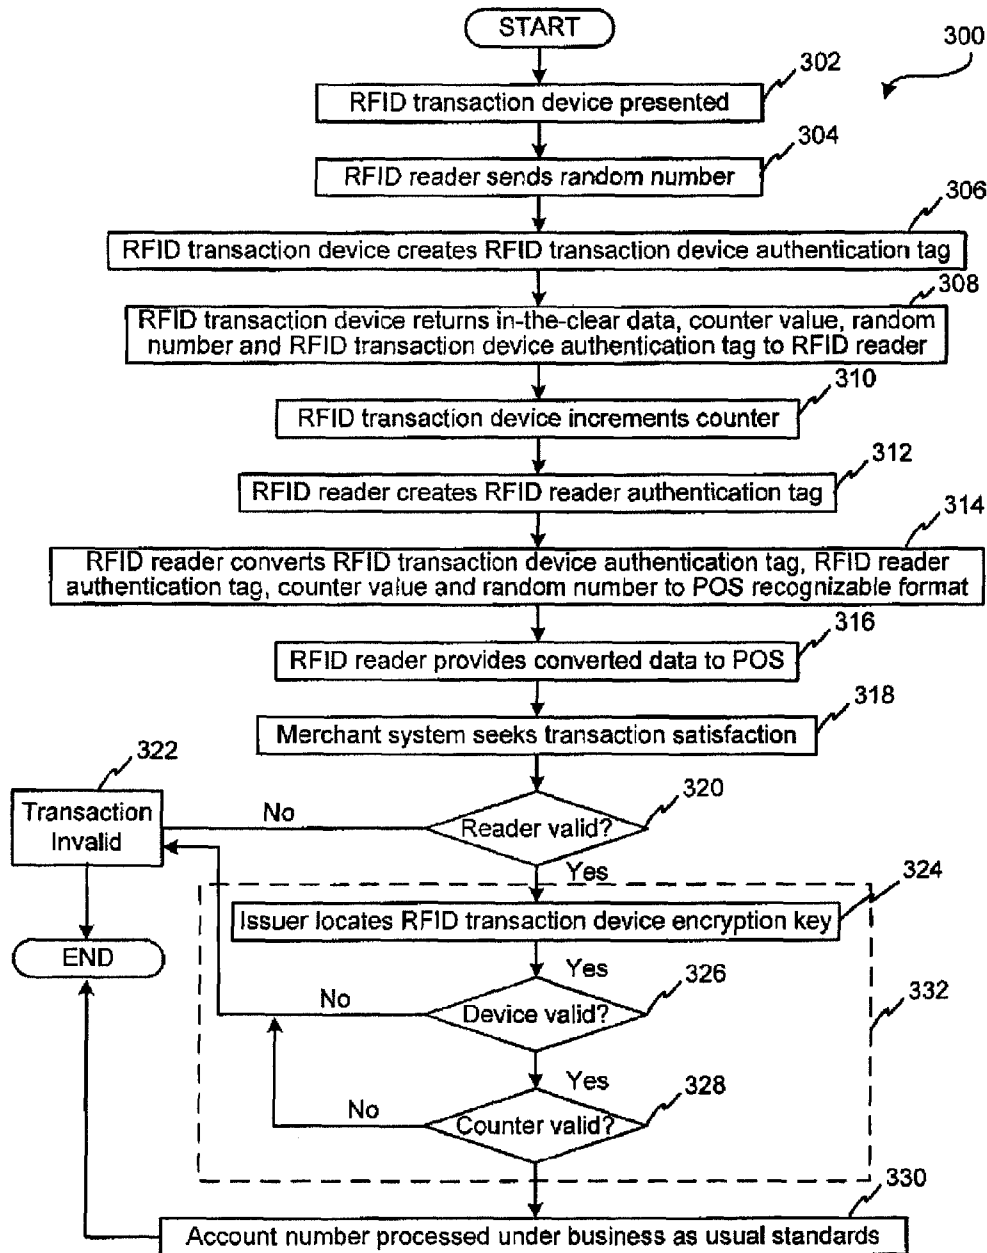 START
300
302
RFID transaction device presented
304
RFID reader sends random number
306
RFID transaction device creates RFID transaction device authentication tag
308
RFID transaction device returns in-the-clear data, counter value, random
number and RFID transaction device authentication tag to RFID reader
310
RFID transaction device increments counter
312
RFID reader creates RFID reader authentication tag
314
RFID reader converts RFID transaction device authentication tag, RFID reader
authentication tag, counter value and random number to POS recognizable format
316
RFID reader provides converted data to POS
318
Merchant system seeks transaction satisfaction
322
Transaction
Invalid
No
320
Reader valid?
Yes
324
Issuer locates RFID transaction device encryption key
END
Yes
326
332
No
Device valid?
Yes
328
No
Counter valid?
330
Account number processed under business as usual standards